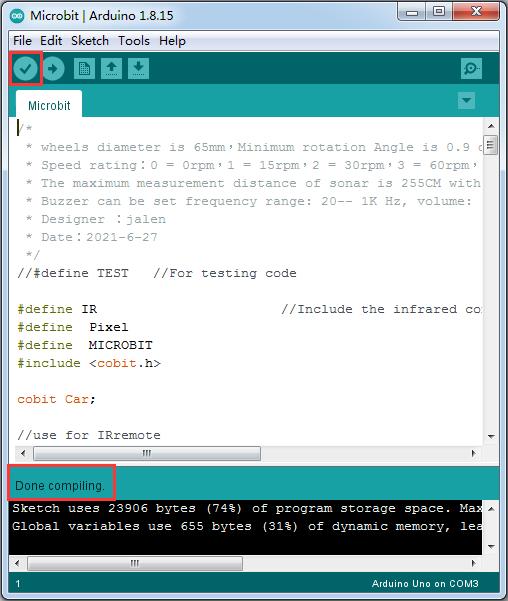 Microbit | Arduino 1.8.15
File Edit Sketch Tools Help
Microbit
/*
 * wheels diameter is 65mm，Minimum rotation Angle is 0.9
 * Speed rating：0 = 0rpm，1 = 15rpm，2 = 30rpm，3 = 60rpm，
 * The maximum measurement distance of sonar is 255CM with
 * Buzzer can be set frequency range: 20-- 1K Hz, volume:
 * Designer ：jalen
 * Date：2021-6-27
 */
//#define TEST   //For testing code
#define IR                       //Include the infrared
#define  Pixel
#define  MICROBIT
#include <cobit.h>
cobit Car;
//use for IRremote
Done compiling.
Sketch uses 23906 bytes (74%) of program storage space.
Global variables use 655 bytes (31%) of dynamic memory,
1 Arduino Uno on COM3